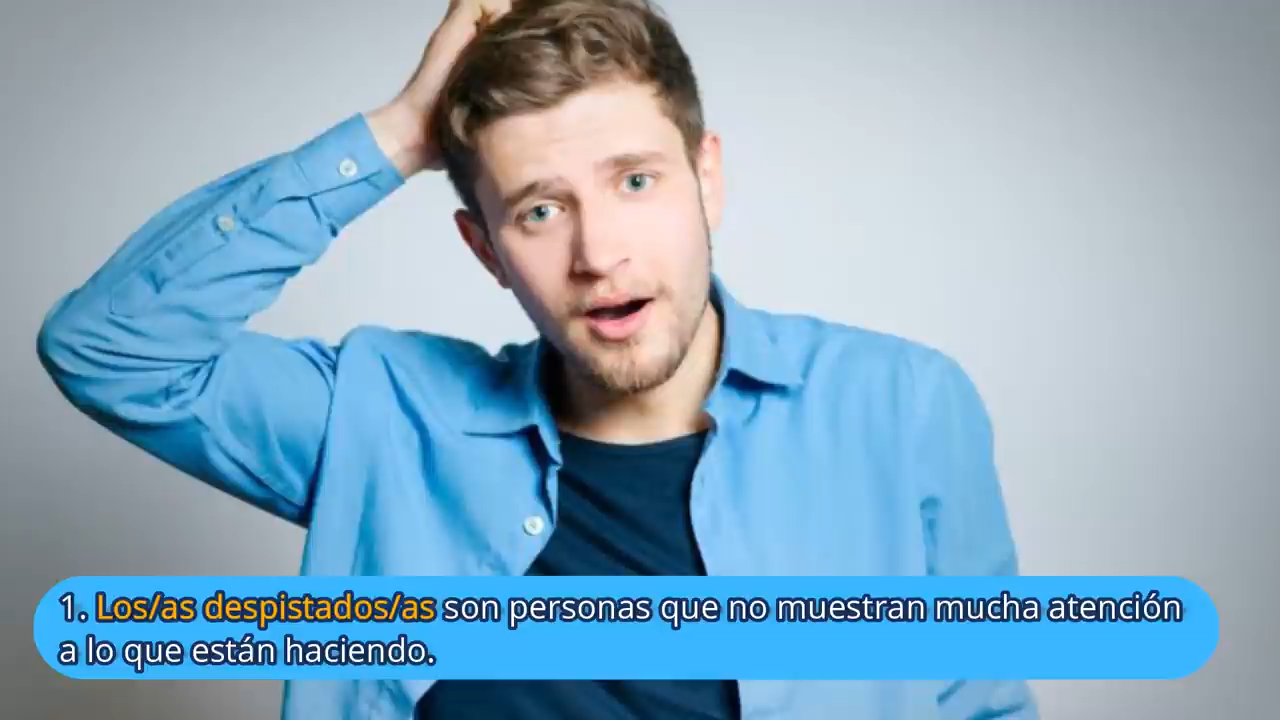 1. Los/as despistados/as son personas que no muestran mucha atención
a lo que están haciendo.